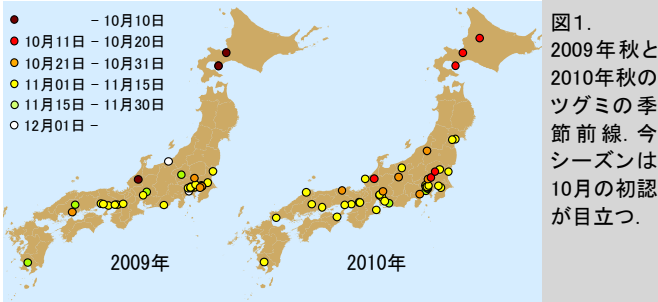 - 10月10日
10月11日 - 10月20日
10月21日 - 10月31日
11月01日 - 11月15日
11月15日 - 11月30日
12月01日 -
2009年
2010年
図1.
2009年秋と
2010年秋の
ツグミの季
節前線. 今
シーズンは
10月の初認
が目立つ.